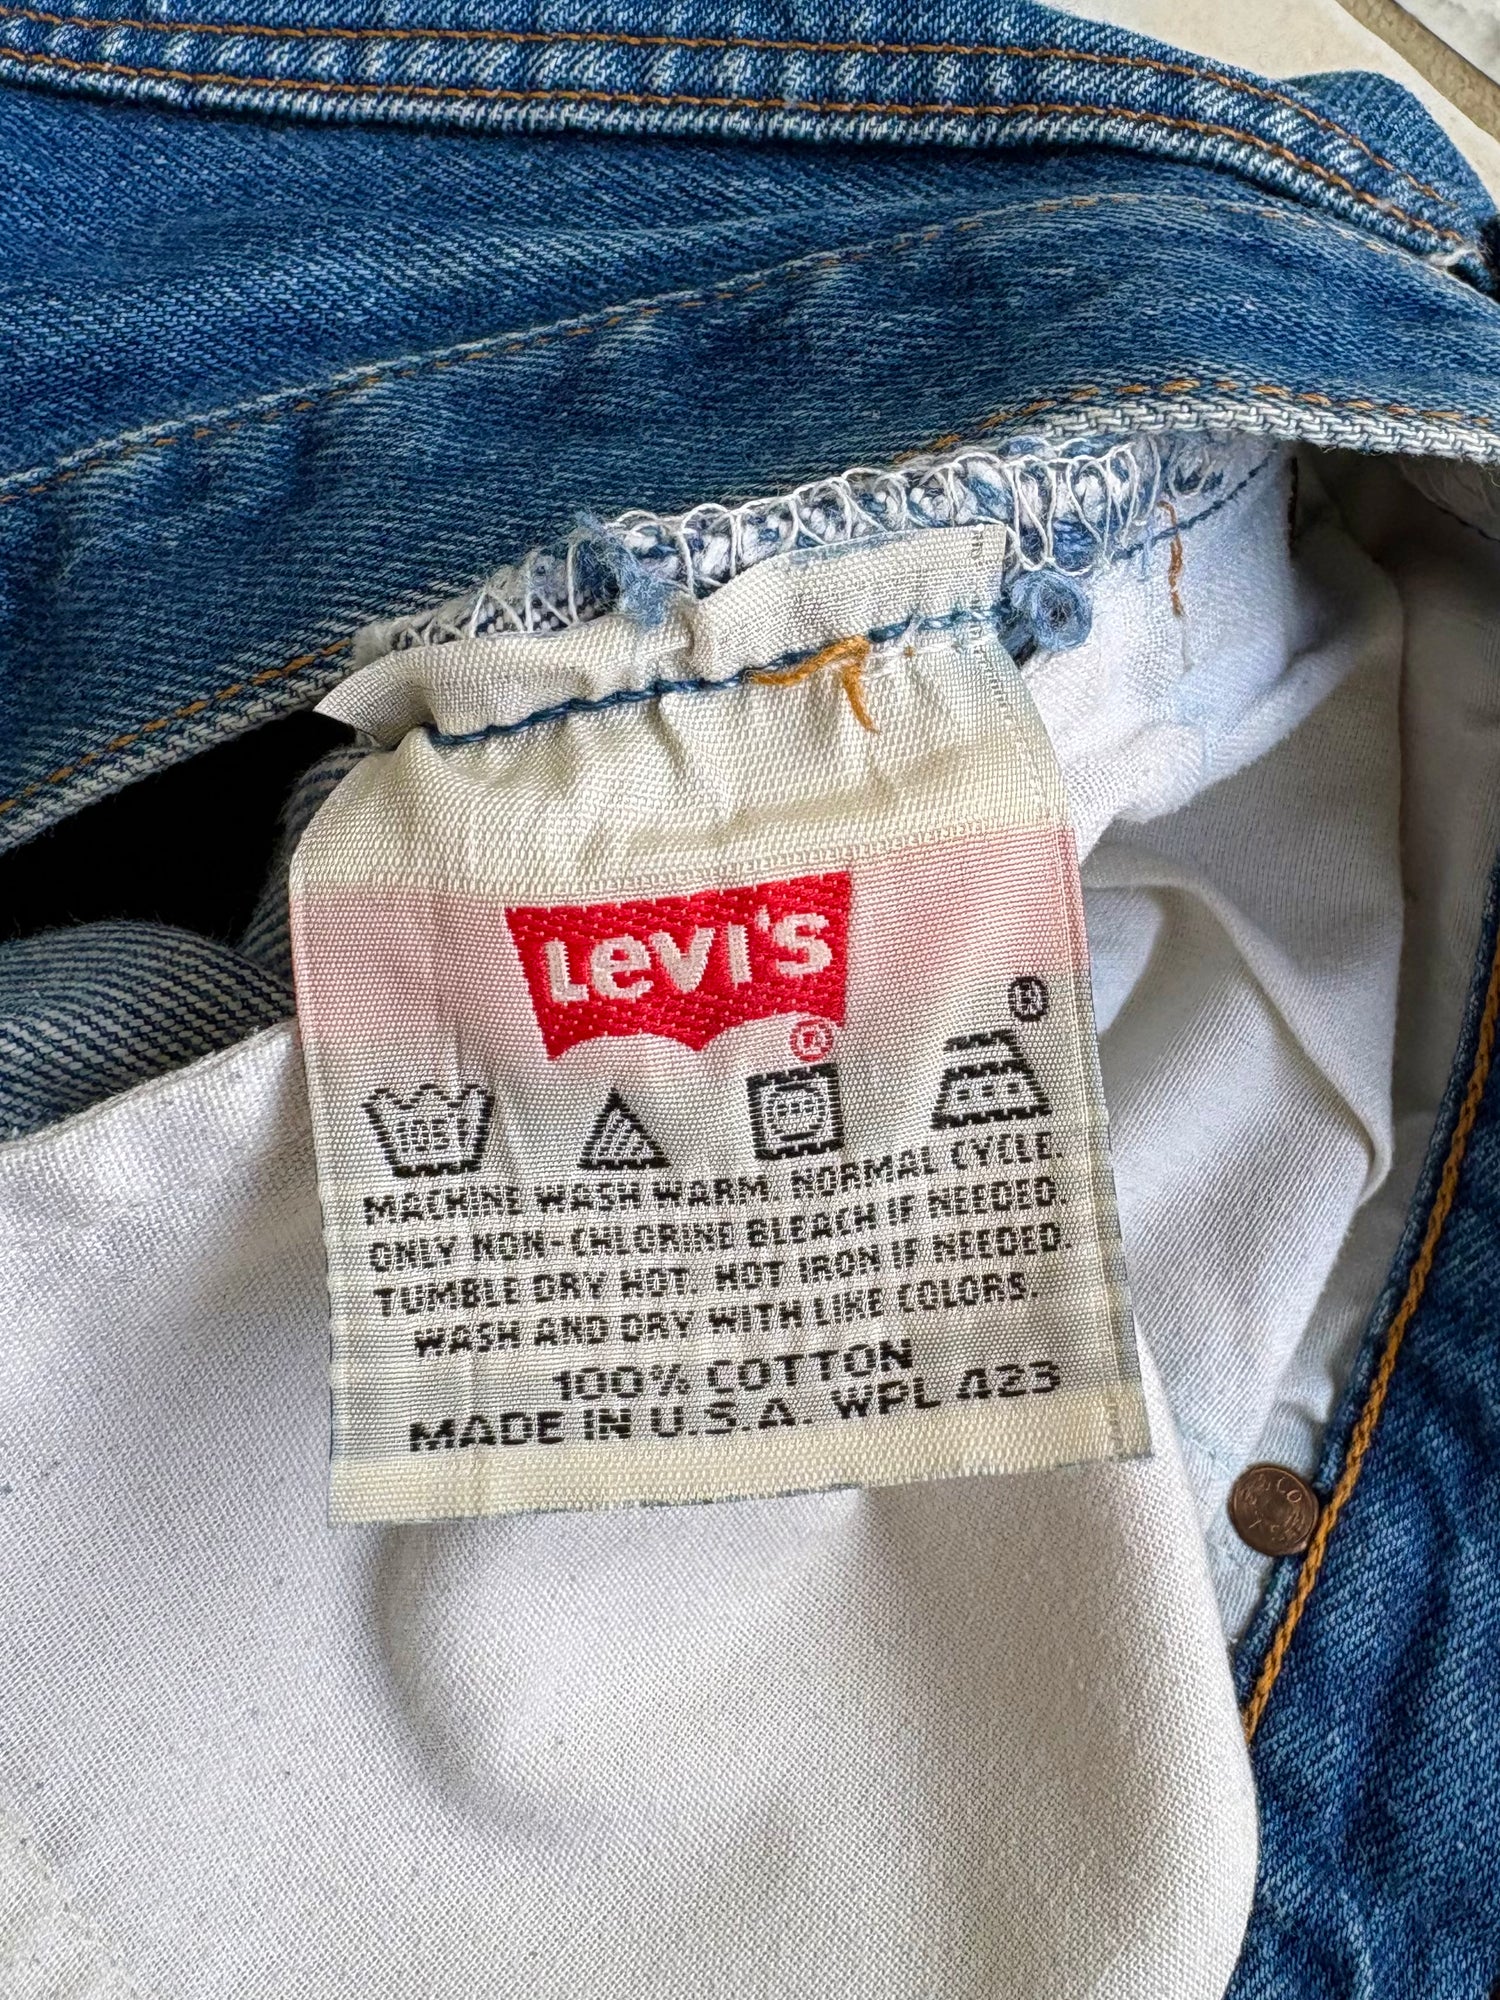 Levi's
®
®
105
MACHINE WASH WARM. NORMAL CYCLE.
ONLY NON-CHLORINE BLEACH IF NEEDED.
TUMBLE DRY HOT. HOT IRON IF NEEDED.
WASH AND DRY WITH LIKE COLORS.
100% COTTON
MADE IN U.S.A. WPL 423